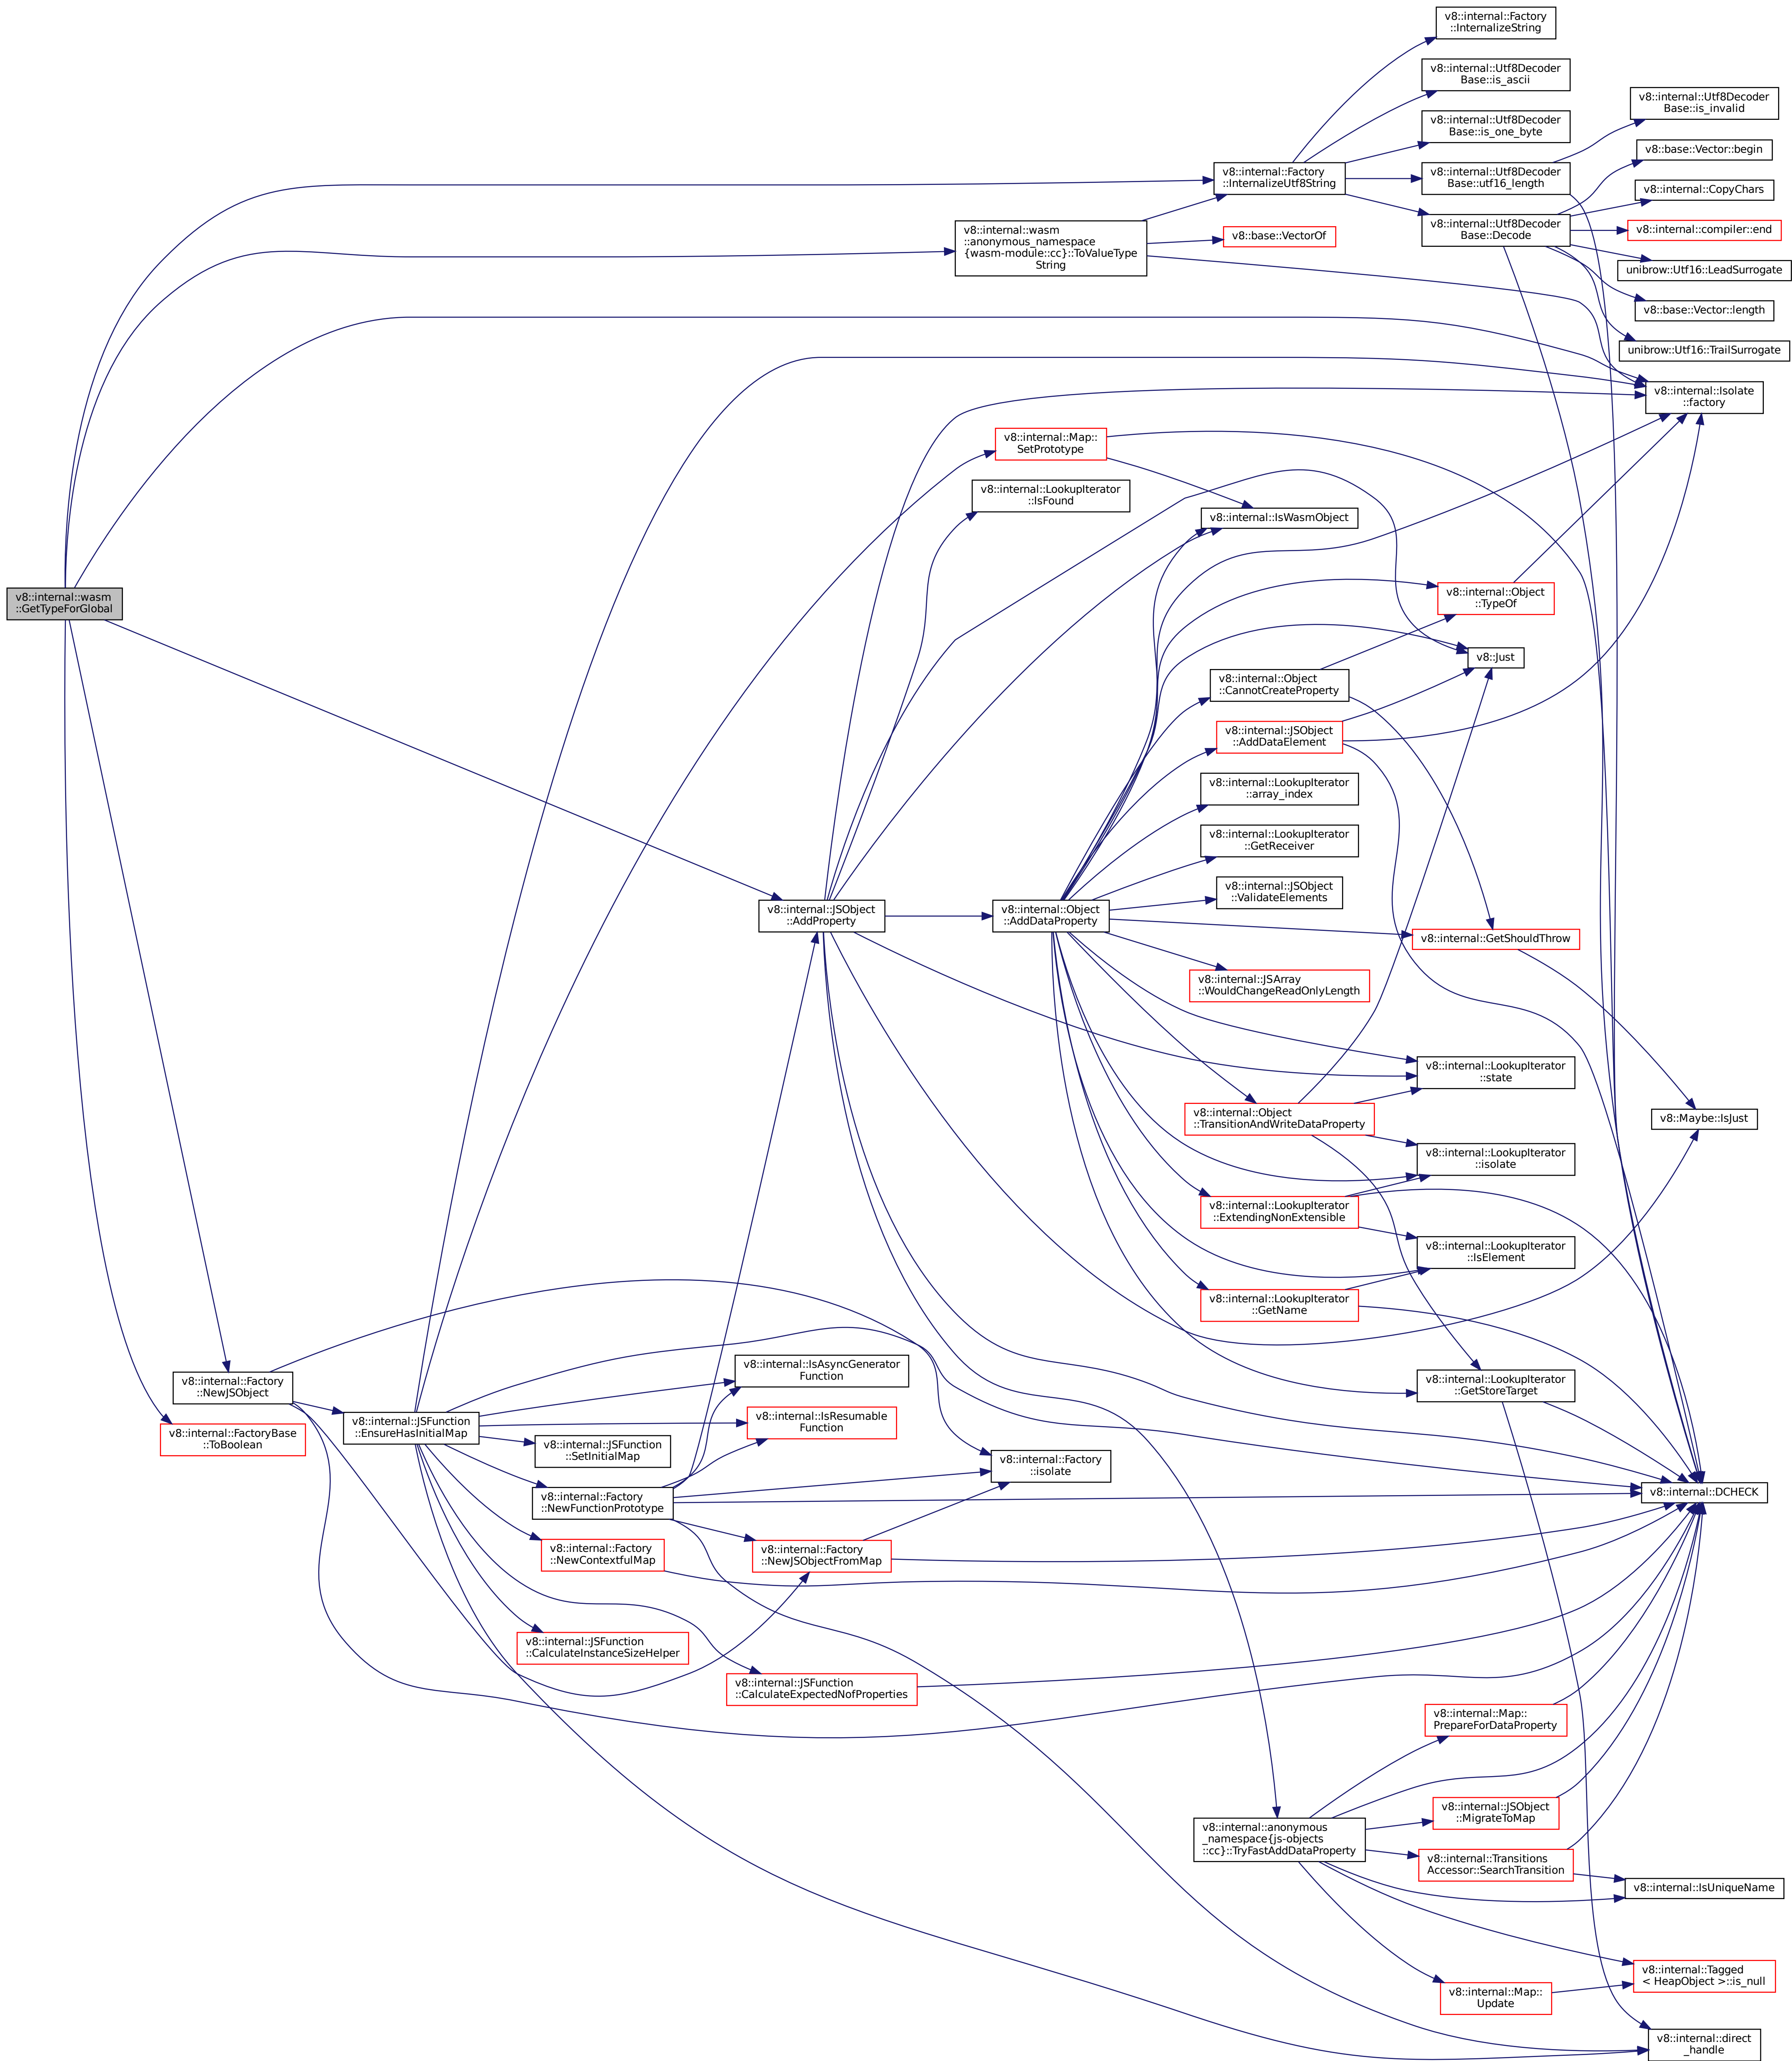 v8::internal::Factory
::InternalizeString
v8::internal::Utf8Decoder
Base::is_ascii
v8::internal::Utf8Decoder
Base::is_invalid
v8::internal::Utf8Decoder
Base::is_one_byte
v8::base::Vector::begin
v8::internal::Factory
::InternalizeUtf8String
v8::internal::Utf8Decoder
Base::utf16_length
v8::internal::CopyChars
v8::internal::Utf8Decoder
Base::Decode
v8::internal::compiler::end
v8::internal::wasm
::anonymous_namespace
{wasm-module::cc}::ToValueType
String
v8::base::VectorOf
unibrow::Utf16::LeadSurrogate
v8::base::Vector::length
unibrow::Utf16::TrailSurrogate
v8::internal::Isolate
::factory
v8::internal::Map::
SetPrototype
v8::internal::LookupIterator
::IsFound
v8::internal::IsWasmObject
v8::internal::wasm
::GetTypeForGlobal
v8::internal::Object
::TypeOf
v8::Just
v8::internal::Object
::CannotCreateProperty
v8::internal::JSObject
::AddDataElement
v8::internal::LookupIterator
::array_index
v8::internal::LookupIterator
::GetReceiver
v8::internal::JSObject
::ValidateElements
v8::internal::JSObject
::AddProperty
v8::internal::Object
::AddDataProperty
v8::internal::GetShouldThrow
v8::internal::JSArray
::WouldChangeReadOnlyLength
v8::internal::LookupIterator
::state
v8::internal::Object
::TransitionAndWriteDataProperty
v8::Maybe::IsJust
v8::internal::LookupIterator
::isolate
v8::internal::LookupIterator
::ExtendingNonExtensible
v8::internal::LookupIterator
::IsElement
v8::internal::LookupIterator
::GetName
v8::internal::Factory
::NewJSObject
v8::internal::IsAsyncGenerator
Function
v8::internal::LookupIterator
::GetStoreTarget
v8::internal::FactoryBase
::ToBoolean
v8::internal::JSFunction
::EnsureHasInitialMap
v8::internal::IsResumable
Function
v8::internal::JSFunction
::SetInitialMap
v8::internal::Factory
::isolate
v8::internal::Factory
::NewFunctionPrototype
v8::internal::DCHECK
v8::internal::Factory
::NewContextfulMap
v8::internal::Factory
::NewJSObjectFromMap
v8::internal::JSFunction
::CalculateInstanceSizeHelper
v8::internal::JSFunction
::CalculateExpectedNofProperties
v8::internal::Map::
PrepareForDataProperty
v8::internal::JSObject
::MigrateToMap
v8::internal::anonymous
_namespace{js-objects
::cc}::TryFastAddDataProperty
v8::internal::Transitions
Accessor::SearchTransition
v8::internal::IsUniqueName
v8::internal::Tagged
< HeapObject >::is_null
v8::internal::Map::
Update
v8::internal::direct
_handle